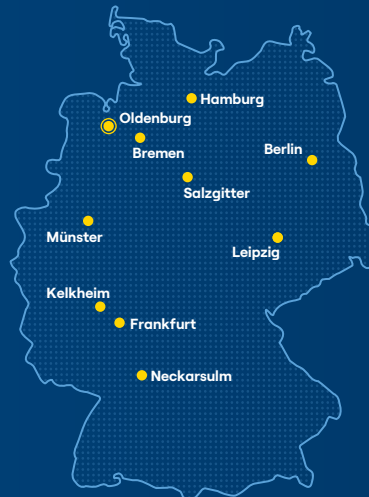 Hamburg
Oldenburg
Bremen
Berlin
Salzgitter
Münster
Leipzig
Kelkheim
Frankfurt
Neckarsulm